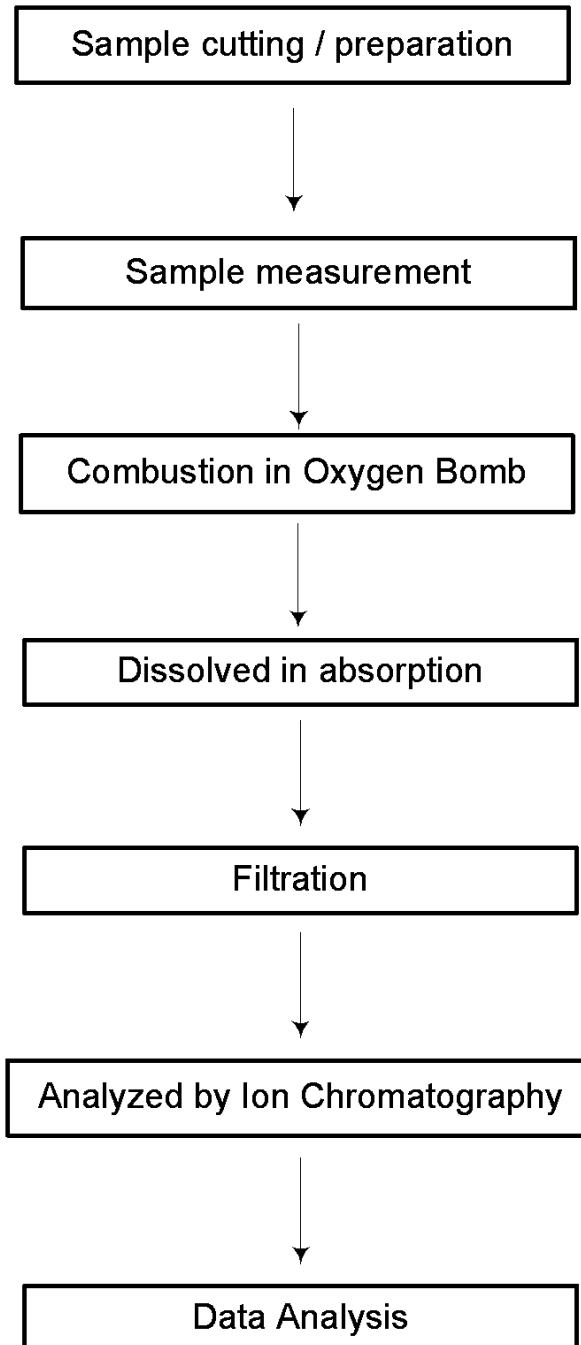 Sample cutting / preparation
Sample measurement
Combustion in Oxygen Bomb
Dissolved in absorption
Filtration
Analyzed by Ion Chromatography
Data Analysis